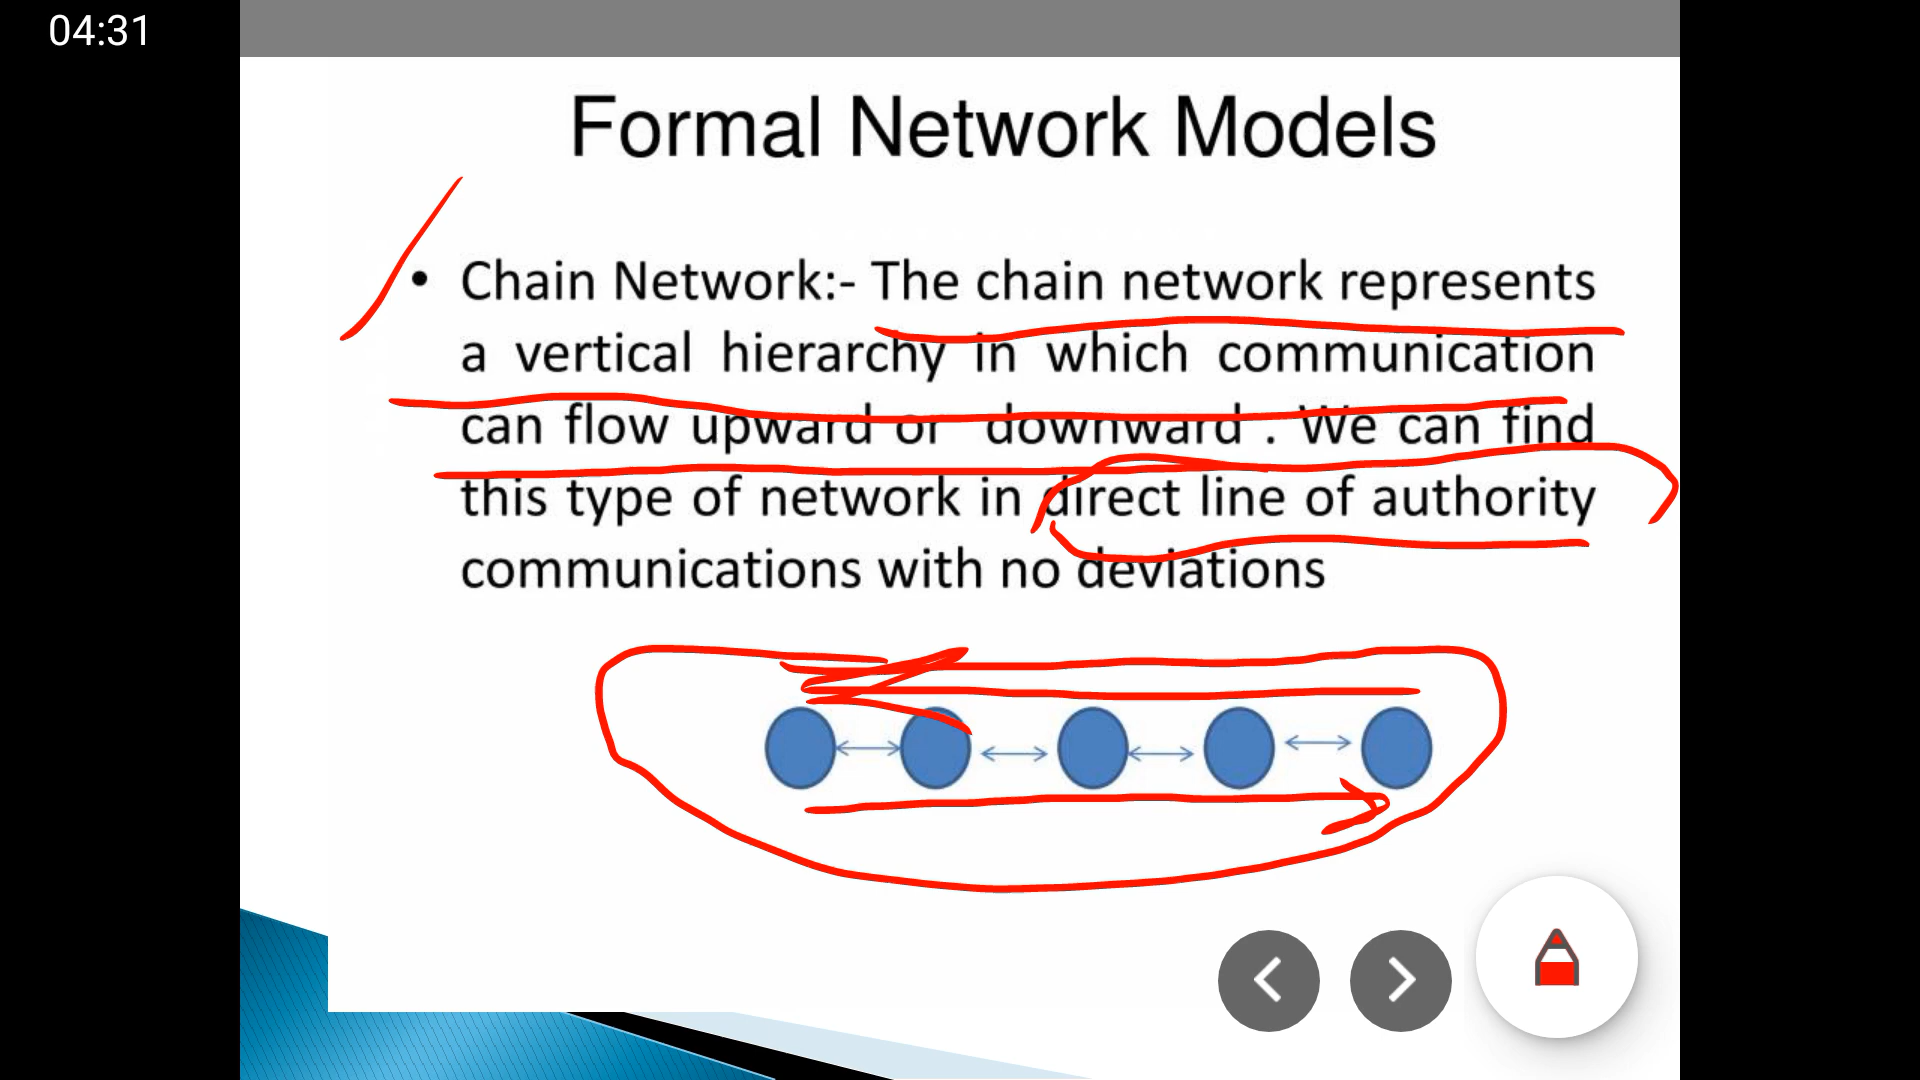 04:31
Formal Network Models
• Chain Network:- The chain network represents
a vertical hierarchy in which communication
can flow upward or downward . We can find
this type of network in direct line of authority
communications with no deviations